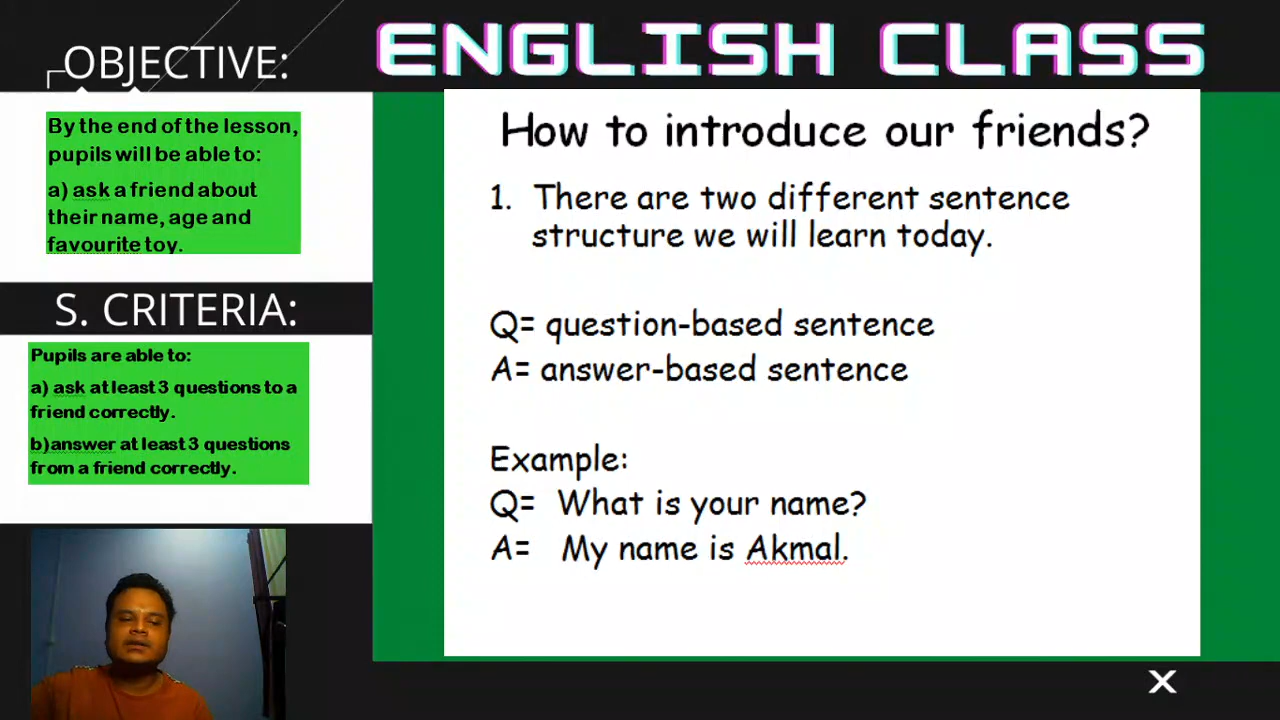 OBJECTIVE:
By the end of the lesson,
pupils will be able to:
a) ask a friend about
their name, age and
favourite toy.
S. CRITERIA:
Pupils are able to:
a) ask at least 3 questions to a
friend correctly.
b)answer at least 3 questions
from a friend correctly.
ENGLISH CLASS
How to introduce our friends?
1. There are two different sentence
structure we will learn today.
Q= question-based sentence
A= answer-based sentence
Example:
Q= What is your name?
A= My name is Akmal.
X